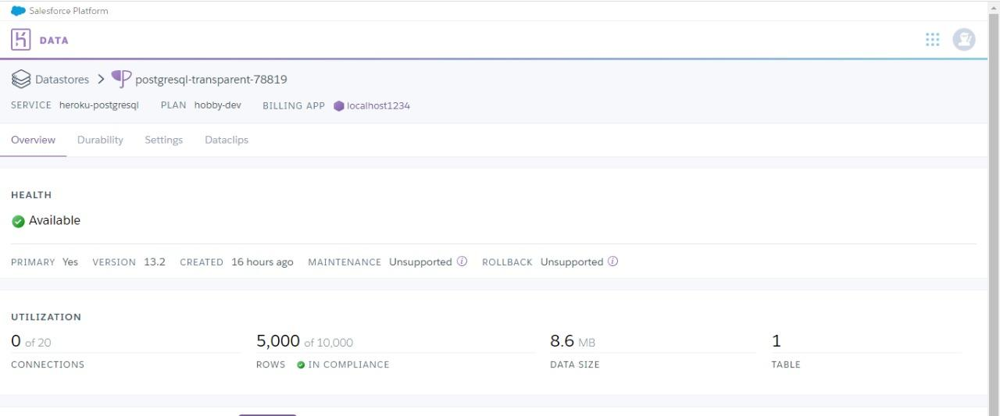 Salesforce Platform
DATA
Datastores > postgresql-transparent-78819
SERVICE heroku-postgresql PLAN hobby-dev BILLING APP localhost1234
Overview Durability Settings Dataclips
HEALTH
Available
PRIMARY Yes VERSION 13.2 CREATED 16 hours ago MAINTENANCE Unsupported ROLLBACK Unsupported
UTILIZATION
0 of 20 5,000 of 10,000 8.6 MB 1
CONNECTIONS ROWS IN COMPLIANCE DATA SIZE TABLE